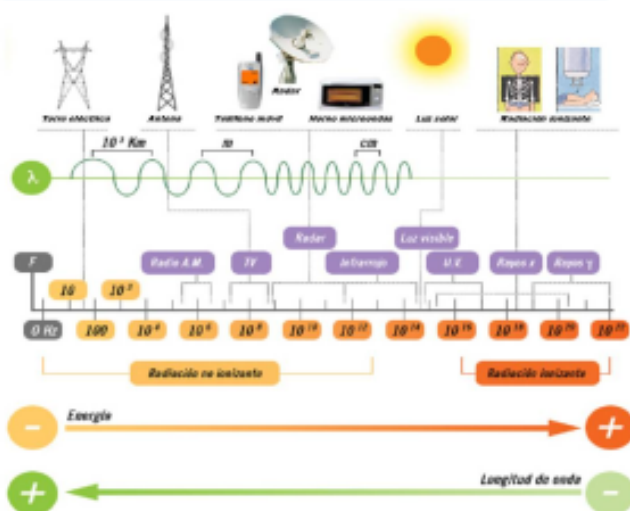 Radar
Torre eléctrica Antena Teléfono móvil Horno microondas Luz solar Radiación ionizante
10³ Km m cm
λ
Radar Luz visible
F Radio A.M. TV Infrarrojo U.V. Rayos x Rayos γ
10 10³
0 Hz 100 10⁴ 10⁶ 10⁸ 10¹⁰ 10¹² 10¹⁴ 10¹⁶ 10¹⁸ 10²⁰ 10²²
Radiación no ionizante Radiación ionizante
Energía
− +
Longitud de onda
+ −